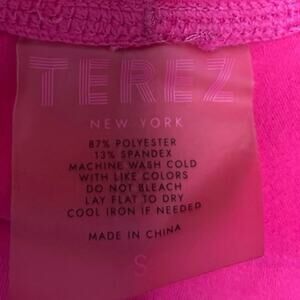 TEREZ
NEW YORK
87% POLYESTER
13% SPANDEX
MACHINE WASH COLD
WITH LIKE COLORS
DO NOT BLEACH
LAY FLAT TO DRY
COOL IRON IF NEEDED
MADE IN CHINA
S